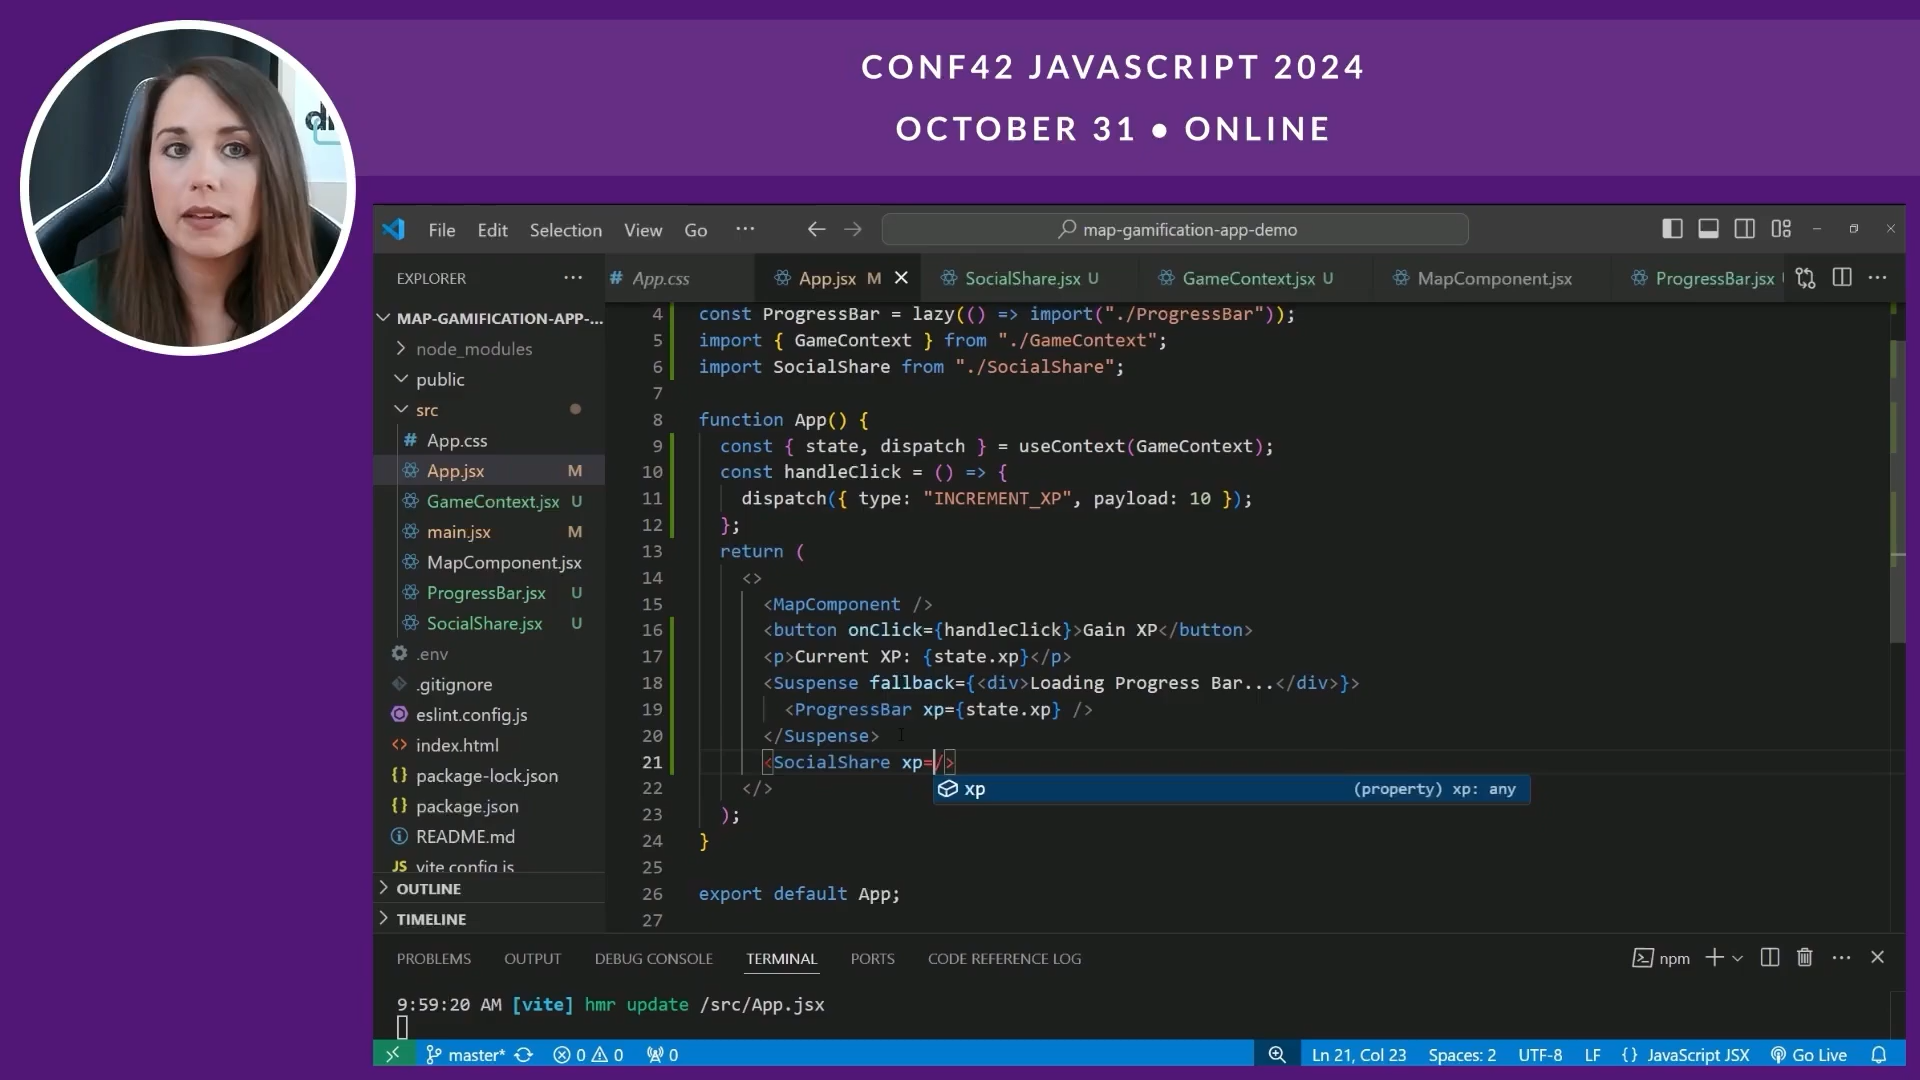 CONF42 JAVASCRIPT 2024
OCTOBER 31 • ONLINE
File Edit Selection View Go ··· map-gamification-app-demo
EXPLORER ···
# App.css App.jsx M SocialShare.jsx U GameContext.jsx U MapComponent.jsx ProgressBar.jsx
MAP-GAMIFICATION-APP-...
node_modules
public
src
# App.css
App.jsx M
GameContext.jsx U
main.jsx M
MapComponent.jsx
ProgressBar.jsx U
SocialShare.jsx U
.env
.gitignore
eslint.config.js
index.html
{} package-lock.json
{} package.json
README.md
JS vite.config.js
OUTLINE
TIMELINE
4 const ProgressBar = lazy(() => import("./ProgressBar"));
5 import { GameContext } from "./GameContext";
6 import SocialShare from "./SocialShare";
7
8 function App() {
9 const { state, dispatch } = useContext(GameContext);
10 const handleClick = () => {
11 dispatch({ type: "INCREMENT_XP", payload: 10 });
12 };
13 return (
14 <>
15 <MapComponent />
16 <button onClick={handleClick}>Gain XP</button>
17 <p>Current XP: {state.xp}</p>
18 <Suspense fallback={<div>Loading Progress Bar...</div>}>
19 <ProgressBar xp={state.xp} />
20 </Suspense>
21 <SocialShare xp=/>
xp (property) xp: any
22 </>
23 );
24 }
25
26 export default App;
27
PROBLEMS OUTPUT DEBUG CONSOLE TERMINAL PORTS CODE REFERENCE LOG npm
9:59:20 AM [vite] hmr update /src/App.jsx
master* 0 0 0 Ln 21, Col 23 Spaces: 2 UTF-8 LF {} JavaScript JSX Go Live